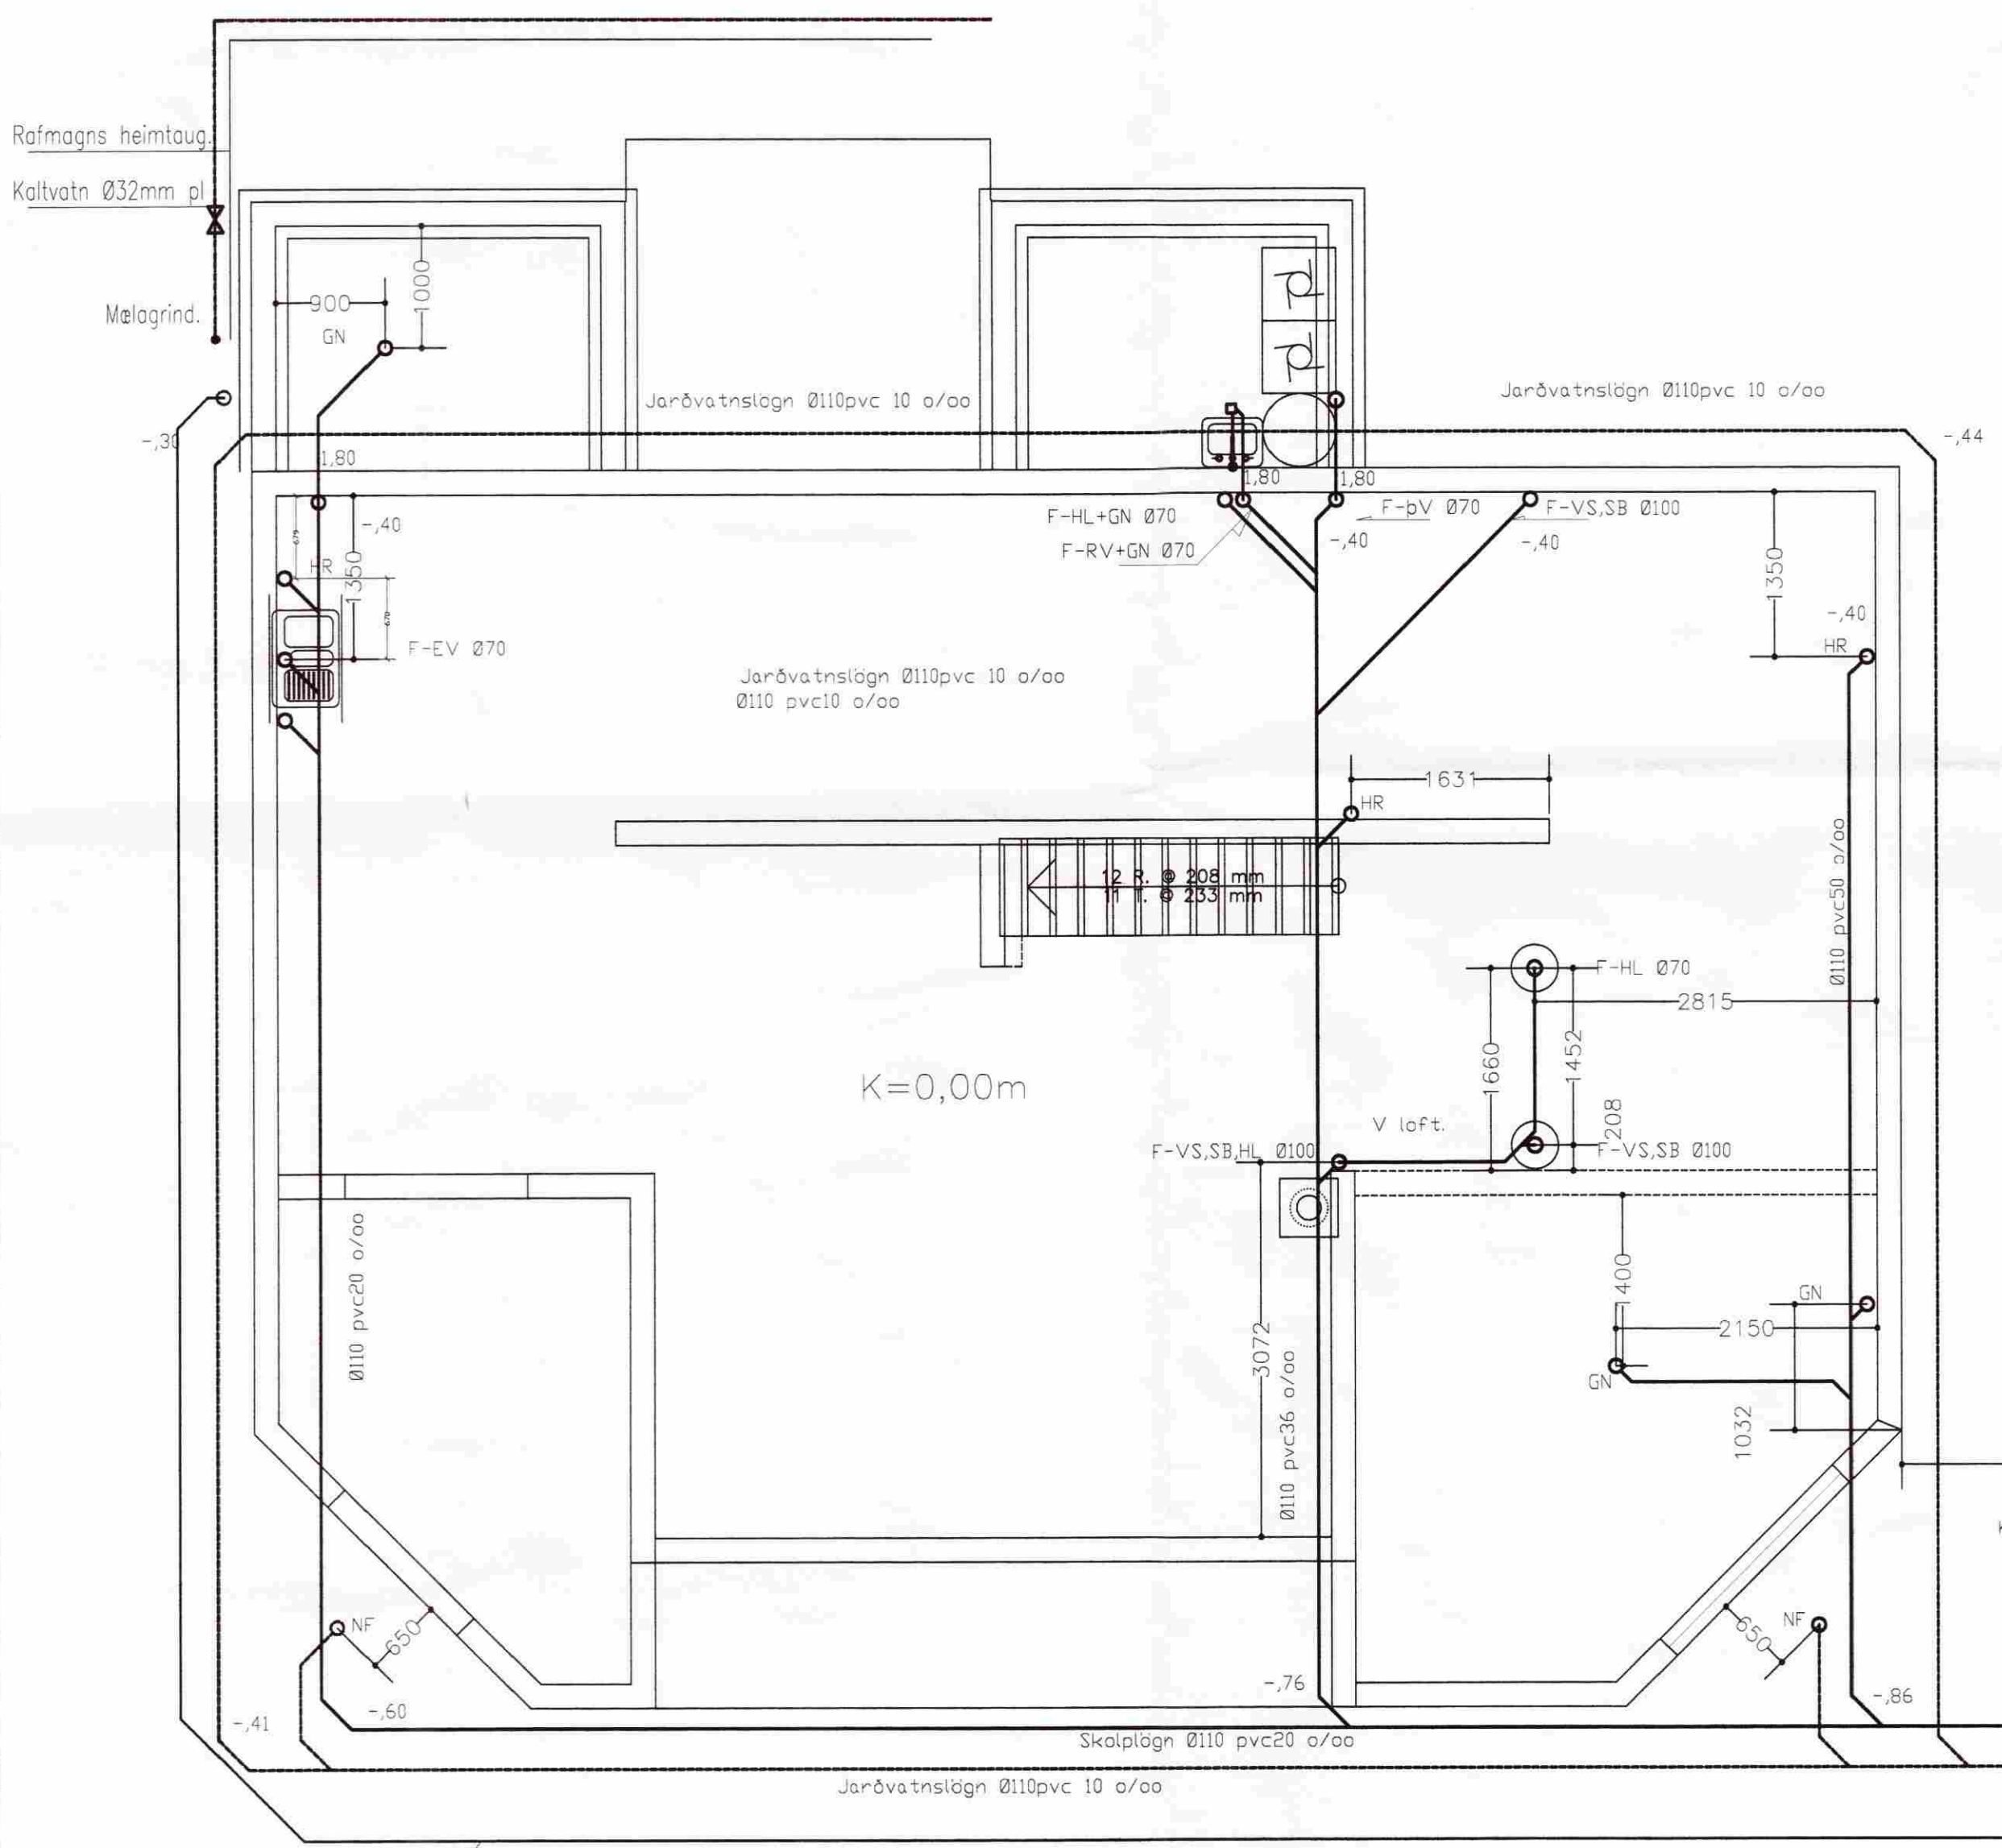 Rafmagns heimtaug.
Kaltvatn Ø32mm pl
Mælagrind.
900
1000
GN
Jarðvatnslögn Ø110pvc 10 o/oo
Jarðvatnslögn Ø110pvc 10 o/oo
-,30
-,44
1,80
1,80
1,80
-,40
F-HL+GN Ø70
F-RV+GN Ø70
F-þV Ø70
F-VS,SB Ø100
-,40
-,40
1350
HR
1350
-,40
HR
F-EV Ø70
Jarðvatnslögn Ø110pvc 10 o/oo
Ø110 pvc10 o/oo
1631
HR
12 R. @ 208 mm
11 T. @ 233 mm
Ø110 pvc50 o/oo
F-HL Ø70
2815
1660
1452
K=0,00m
V loft.
208
F-VS,SB,HL Ø100
F-VS,SB Ø100
Ø110 pvc20 o/oo
3072
Ø110 pvc36 o/oo
1400
GN
2150
GN
1032
NF
650
650
NF
-,41
-,60
-,76
-,86
Skolplögn Ø110 pvc20 o/oo
Jarðvatnslögn Ø110pvc 10 o/oo